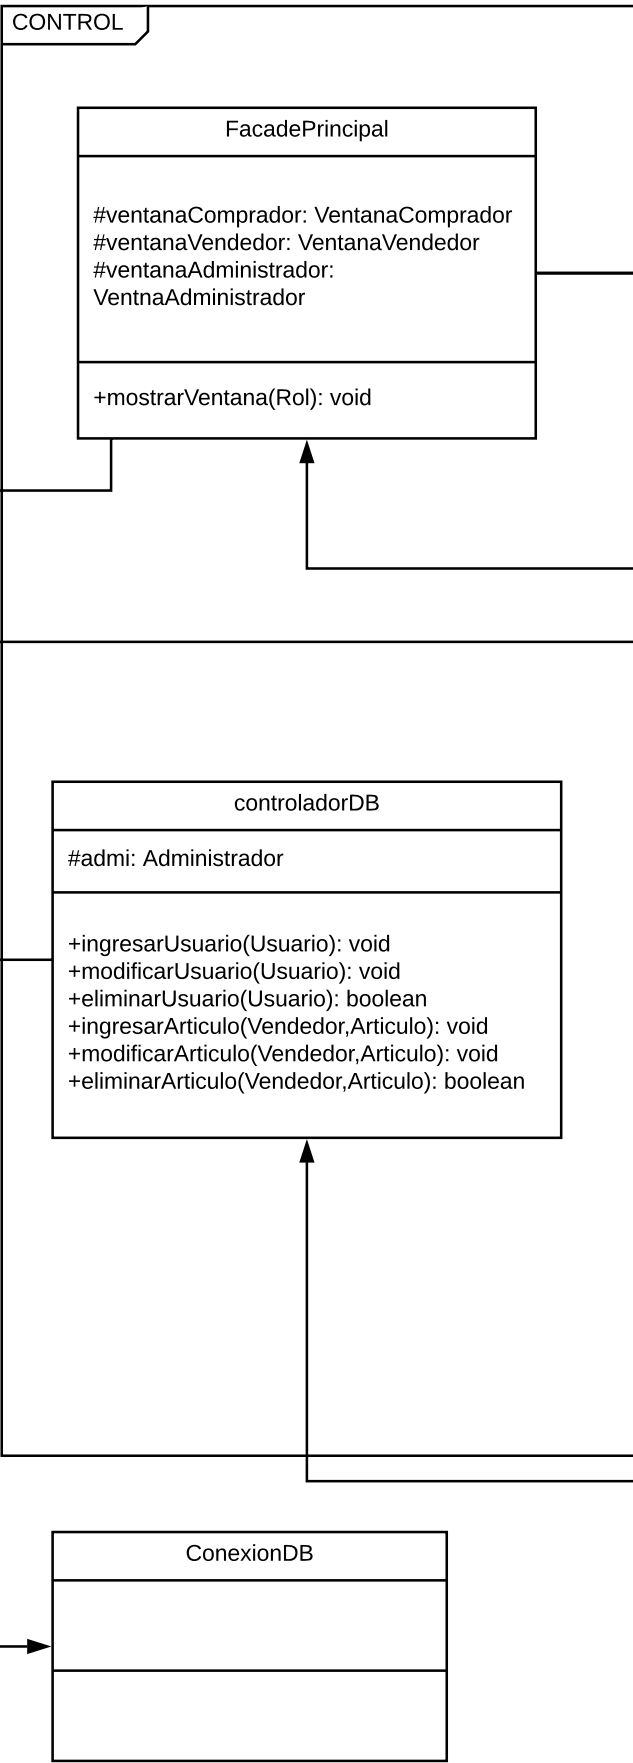 CONTROL
FacadePrincipal
#ventanaComprador: VentanaComprador
#ventanaVendedor: VentanaVendedor
#ventanaAdministrador:
VentnaAdministrador
+mostrarVentana(Rol): void
controladorDB
#admi: Administrador
+ingresarUsuario(Usuario): void
+modificarUsuario(Usuario): void
+eliminarUsuario(Usuario): boolean
+ingresarArticulo(Vendedor,Articulo): void
+modificarArticulo(Vendedor,Articulo): void
+eliminarArticulo(Vendedor,Articulo): boolean
ConexionDB